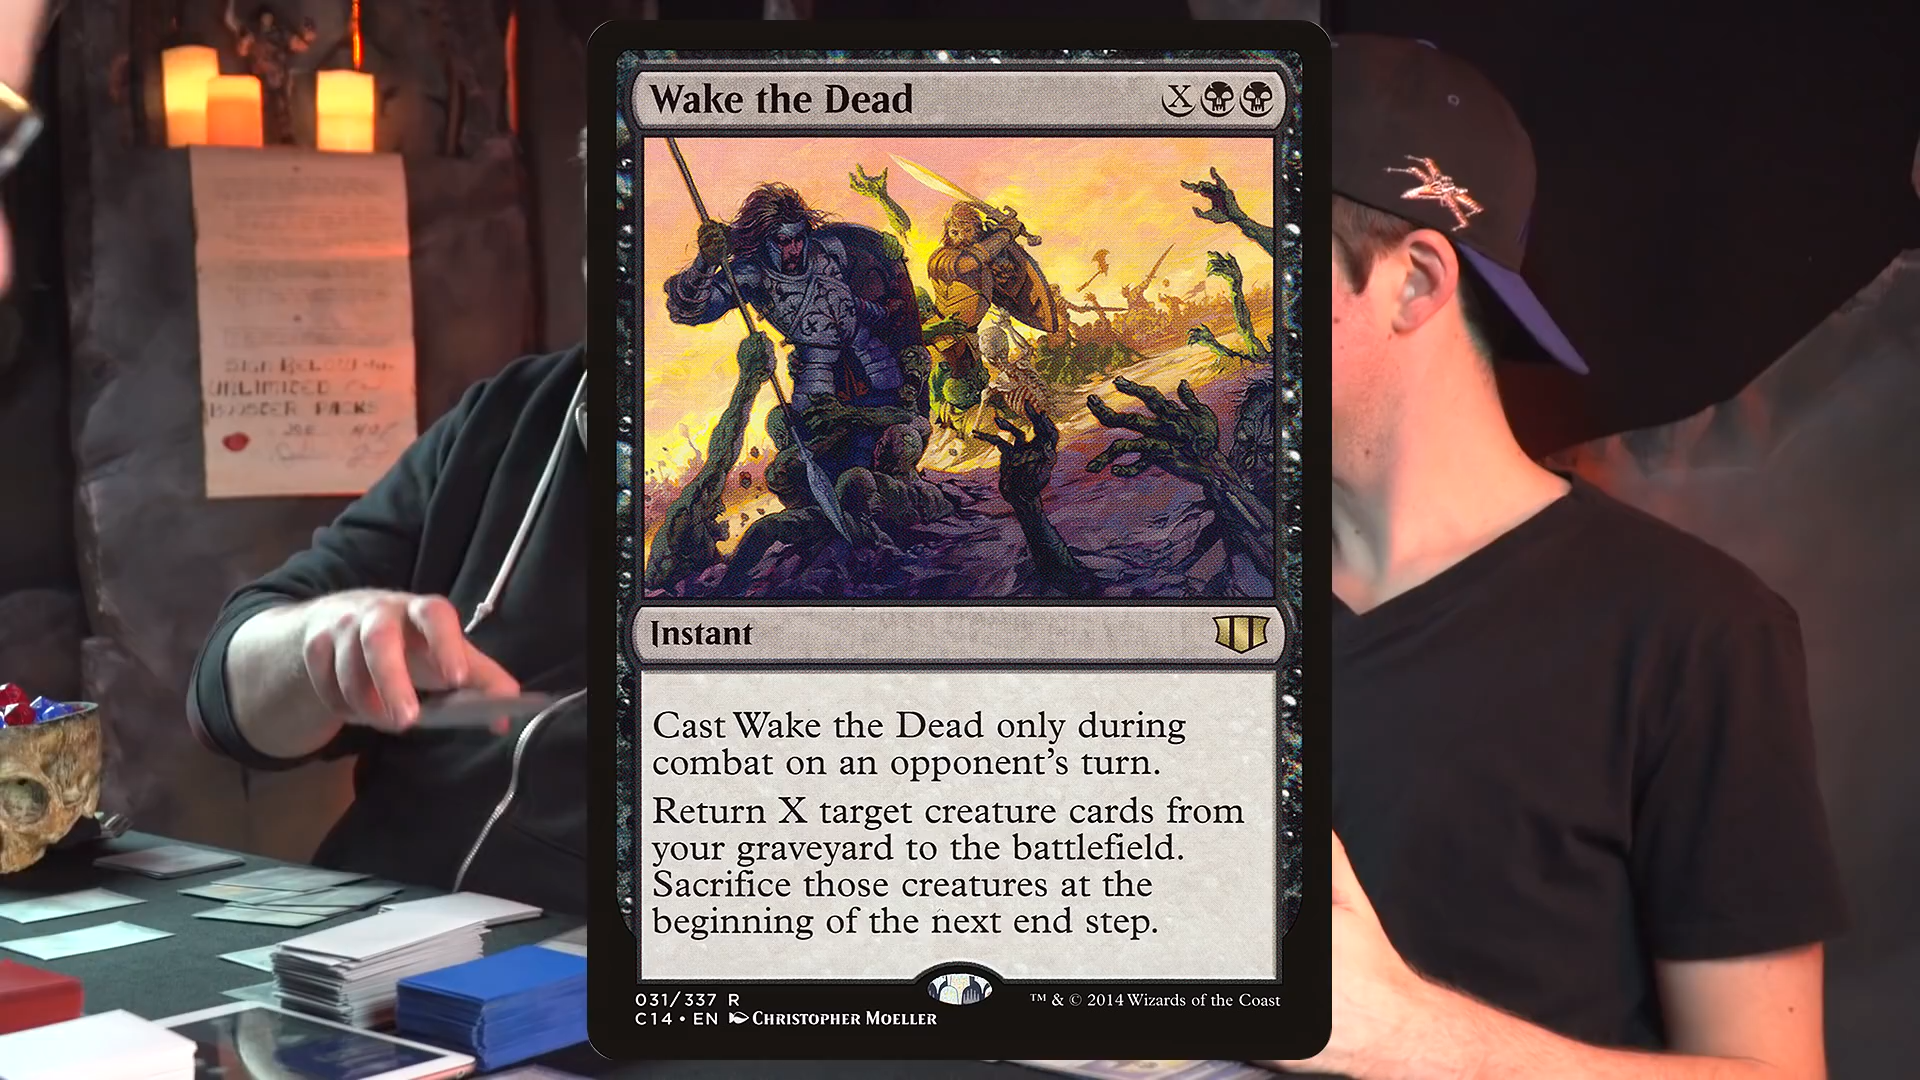 Wake the Dead X
SIGN BELOW
UNLIMITED
BOOSTER PACKS
Instant
Cast Wake the Dead only during
combat on an opponent's turn.
Return X target creature cards from
your graveyard to the battlefield.
Sacrifice those creatures at the
beginning of the next end step.
031/337 R
C14 • EN Christopher Moeller
™ & © 2014 Wizards of the Coast